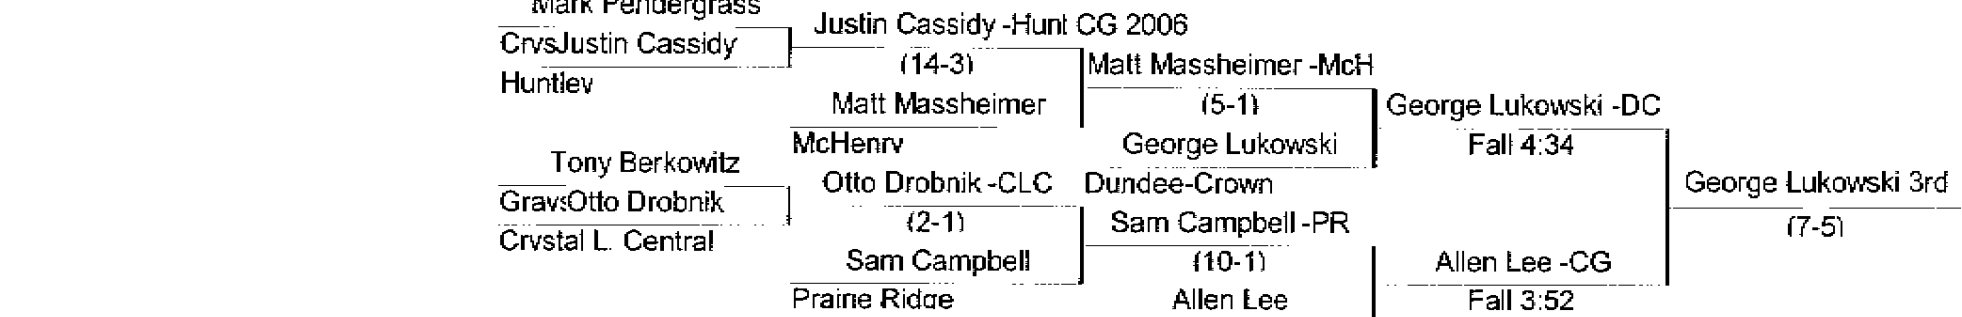 Mark Pendergrass
Justin Cassidy -Hunt CG 2006
CrysJustin Cassidy
(14-3)
Matt Massheimer -McH
Huntley
Matt Massheimer
(5-1)
George Lukowski -DC
McHenry
George Lukowski
Fall 4:34
Tony Berkowitz
Otto Drobnik -CLC
Dundee-Crown
George Lukowski 3rd
GraysOtto Drobnik
(2-1)
Sam Campbell -PR
(7-5)
Crystal L. Central
Sam Campbell
(10-1)
Allen Lee -CG
Prairie Ridge
Allen Lee
Fall 3:52